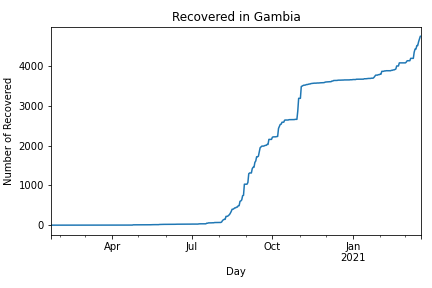 Recovered in Gambia
Number of Recovered
4000
3000
2000
1000
0
Apr
Jul
Oct
Jan
2021
Day